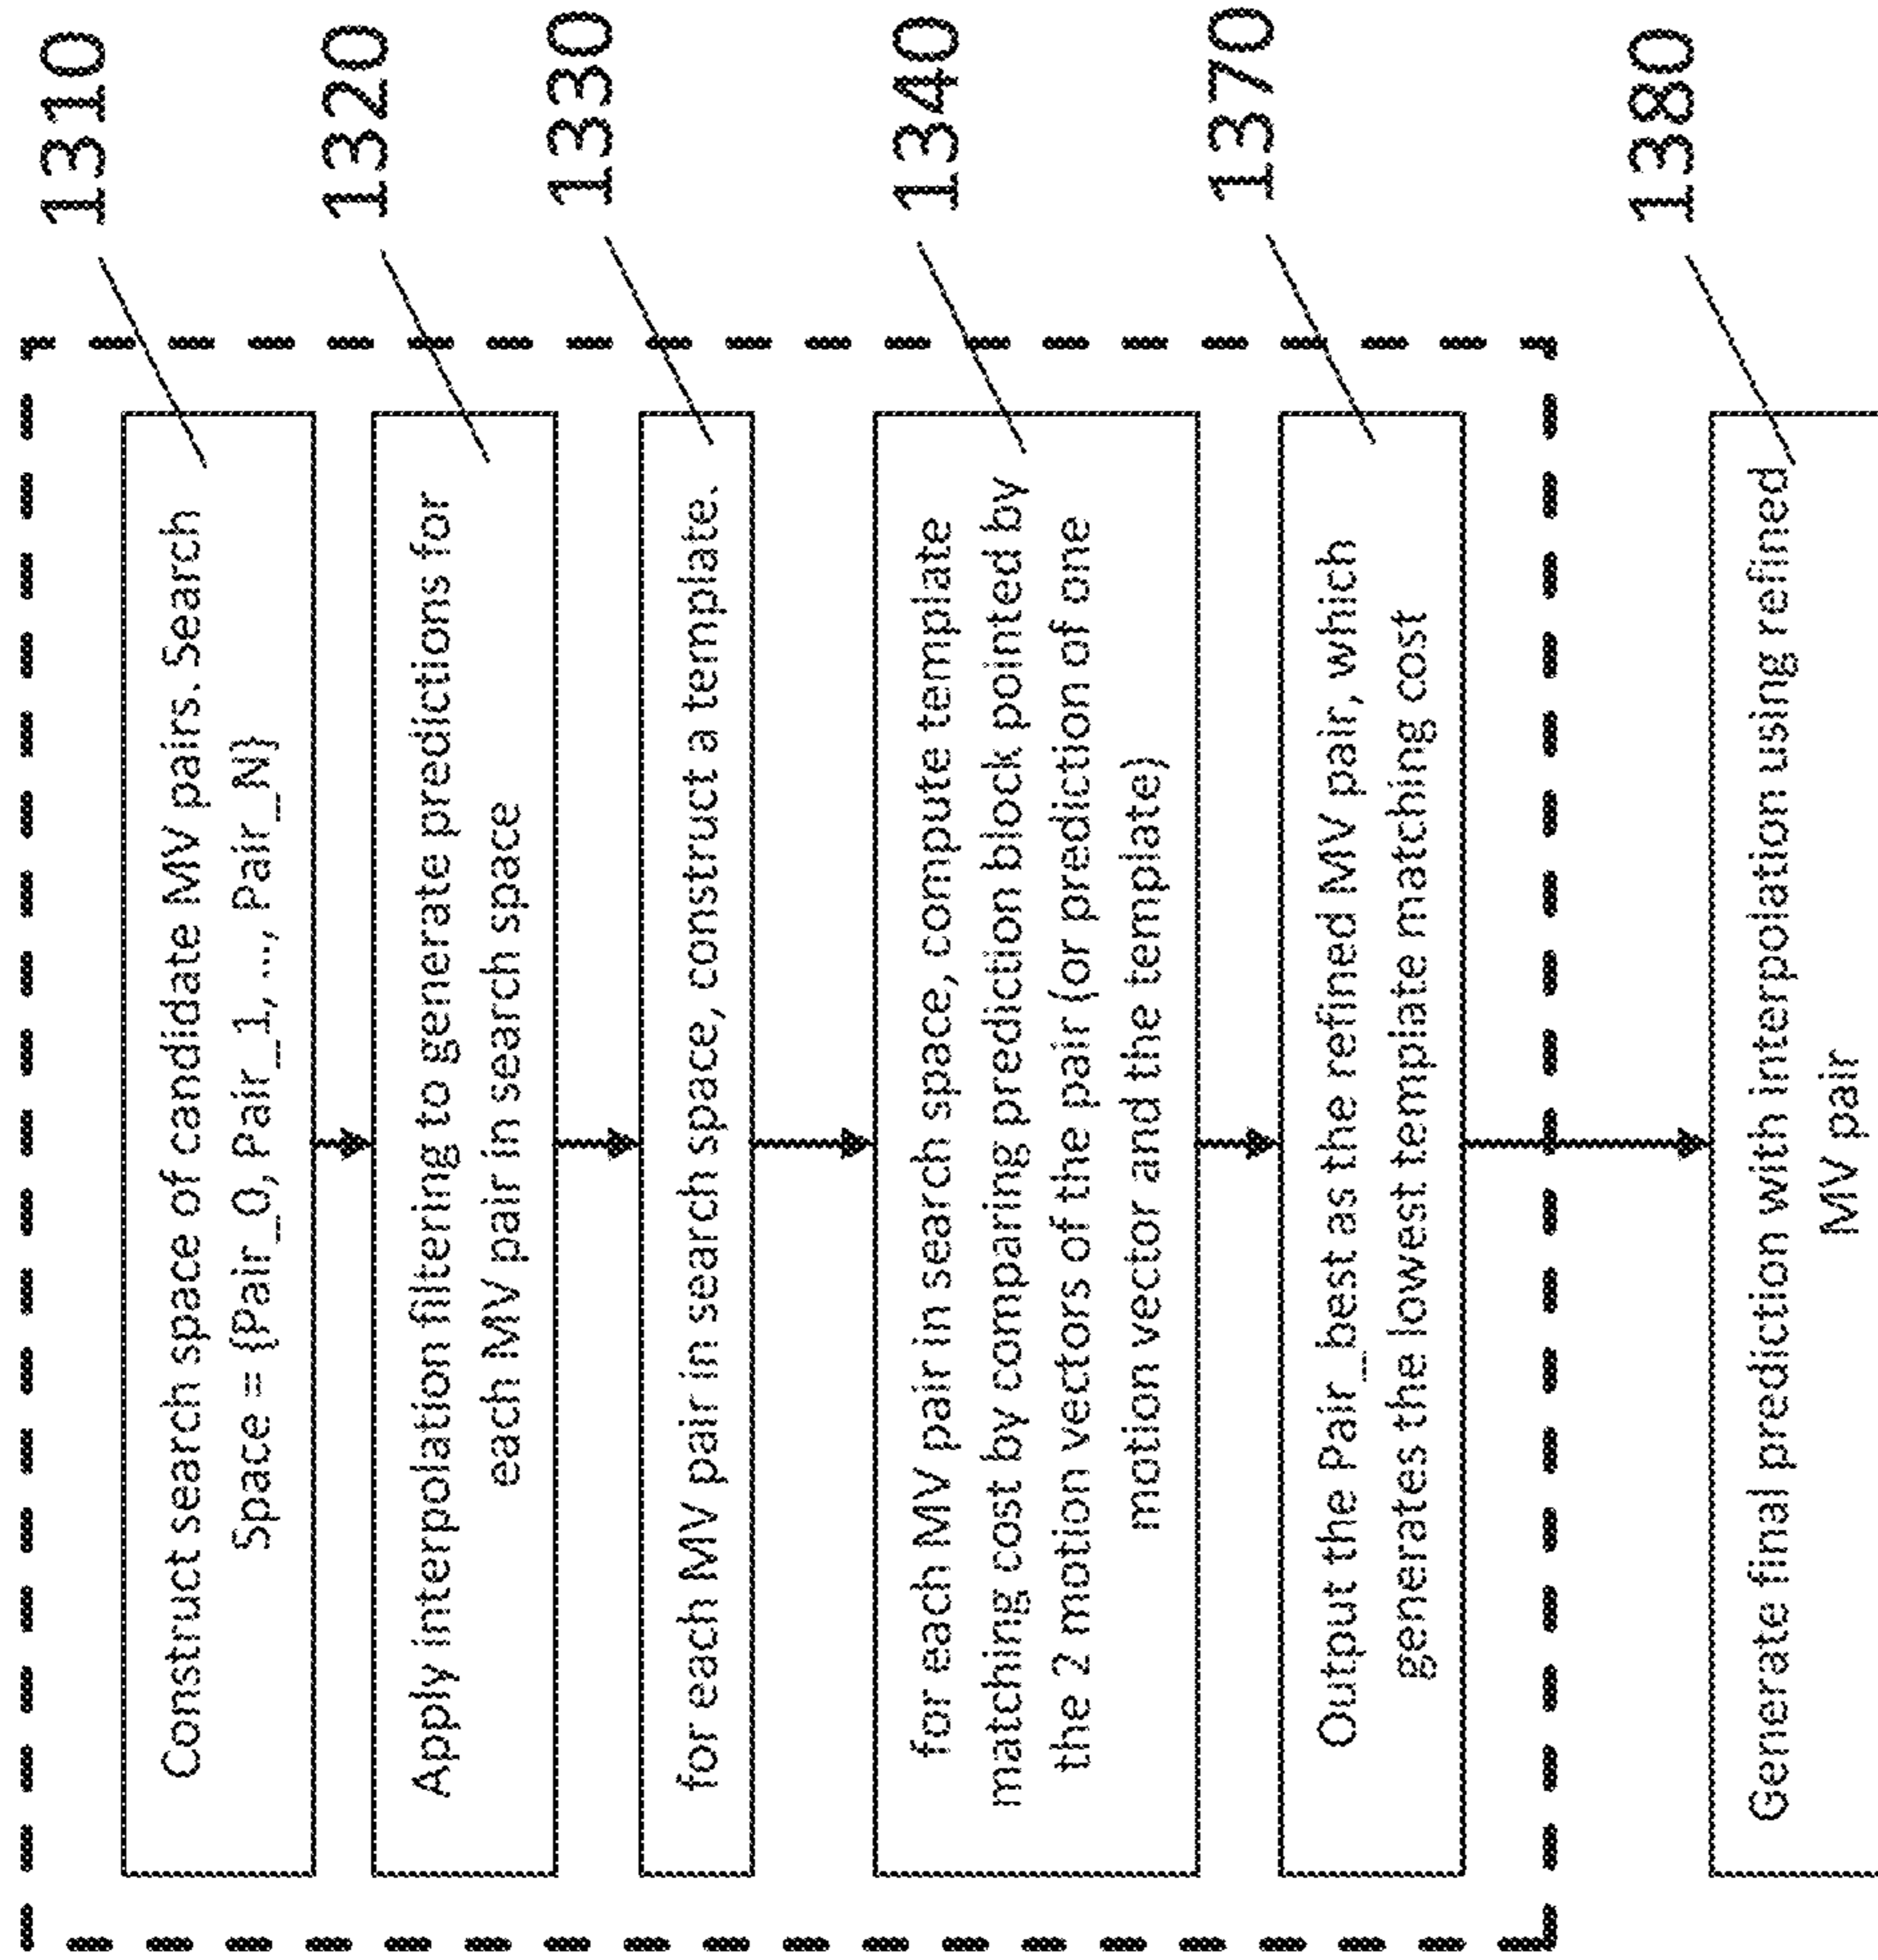 1310
Construct search space of candidate MV pairs. Search
Space = {Pair_0, Pair_1, ..., Pair_N}
1320
Apply interpolation filtering to generate predictions for
each MV pair in search space
1330
for each MV pair in search space, construct a template.
1340
for each MV pair in search space, compute template
matching cost by comparing prediction block pointed by
the 2 motion vectors of the pair (or prediction of one
motion vector and the template)
1370
Output the Pair_best as the refined MV pair, which
generates the lowest template matching cost
1380
Generate final prediction with interpolation using refined
MV pair